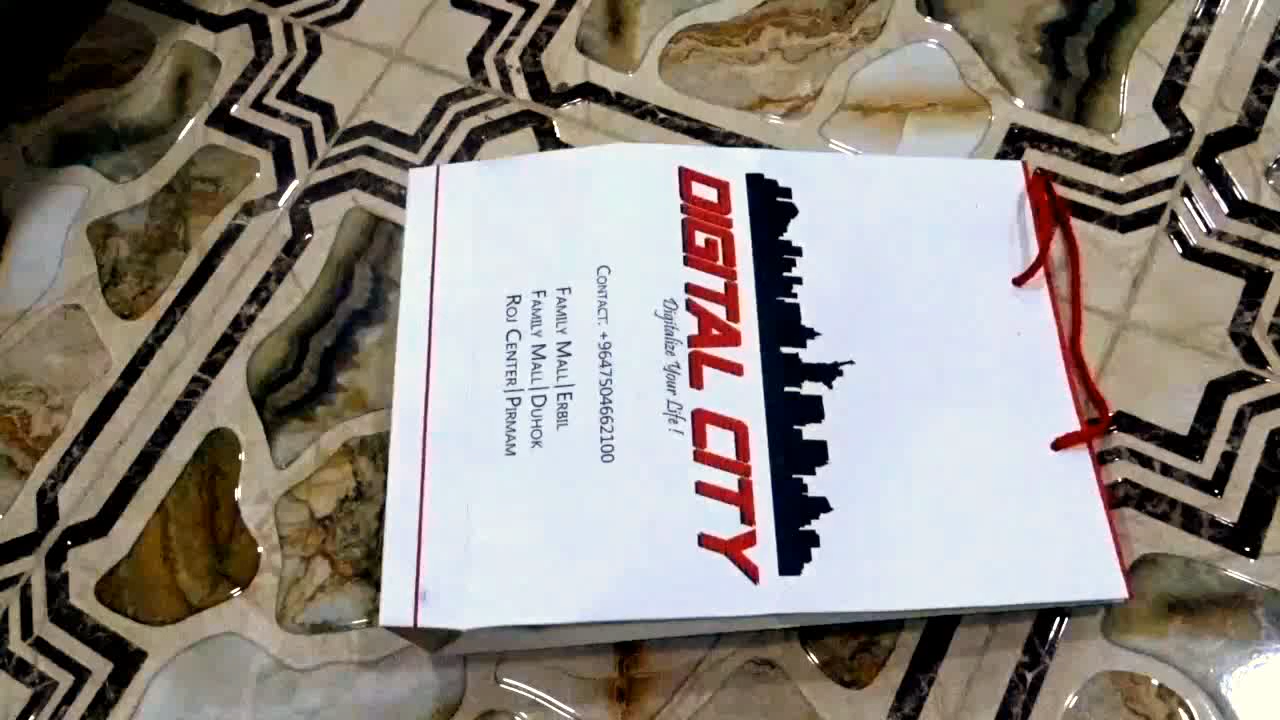 DIGITAL CITY
Digitalize Your Life!
CONTACT: +9647504662100
FAMILY MALL|ERBIL
FAMILY MALL|DUHOK
ROJ CENTER|PIRMAM